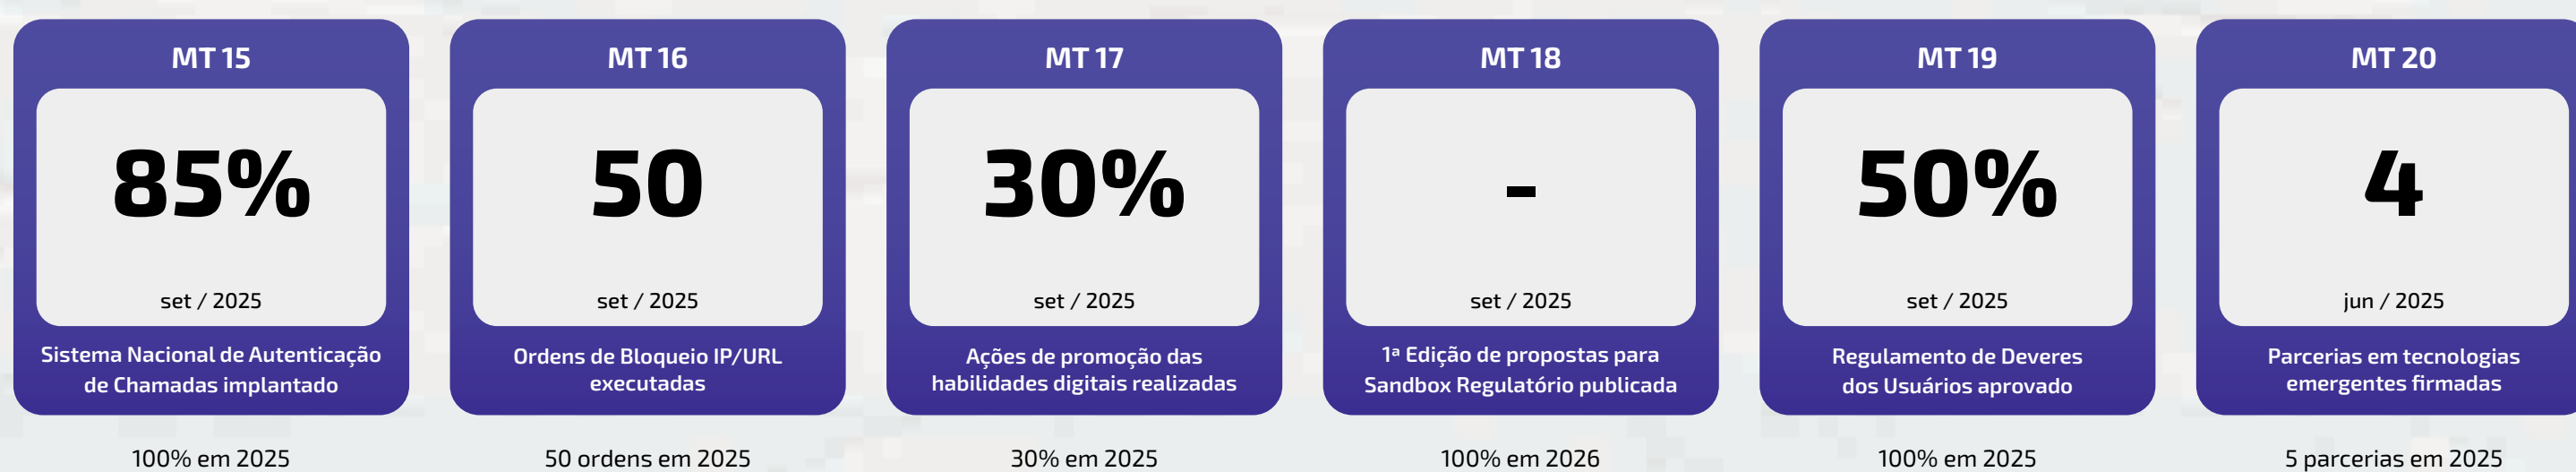 MT 15
85%
set / 2025
Sistema Nacional de Autenticação
de Chamadas implantado
100% em 2025
MT 16
50
set / 2025
Ordens de Bloqueio IP/URL
executadas
50 ordens em 2025
MT 17
30%
set / 2025
Ações de promoção das
habilidades digitais realizadas
30% em 2025
MT 18
-
set / 2025
1ª Edição de propostas para
Sandbox Regulatório publicada
100% em 2026
MT 19
50%
set / 2025
Regulamento de Deveres
dos Usuários aprovado
100% em 2025
MT 20
4
jun / 2025
Parcerias em tecnologias
emergentes firmadas
5 parcerias em 2025